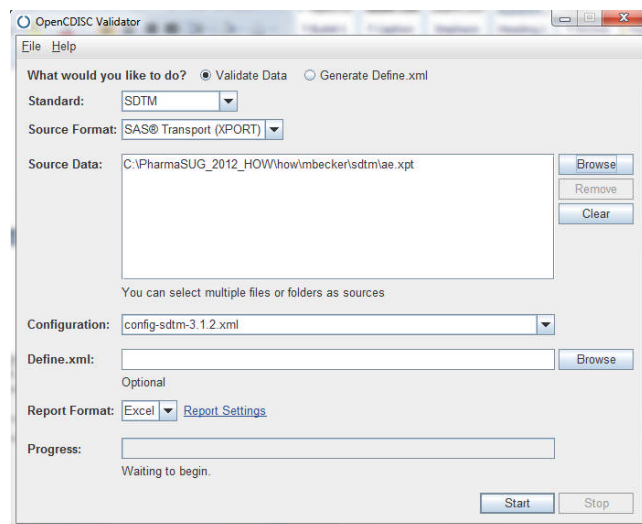 OpenCDISC Validator
File Help
What would you like to do? Validate Data Generate Define.xml
Standard: SDTM
Source Format: SAS® Transport (XPORT)
Source Data: C:\PharmaSUG_2012_HOW\how\mbecker\sdtm\ae.xpt Browse
Remove
Clear
You can select multiple files or folders as sources
Configuration: config-sdtm-3.1.2.xml
Define.xml: Browse
Optional
Report Format: Excel Report Settings
Progress:
Waiting to begin.
Start Stop